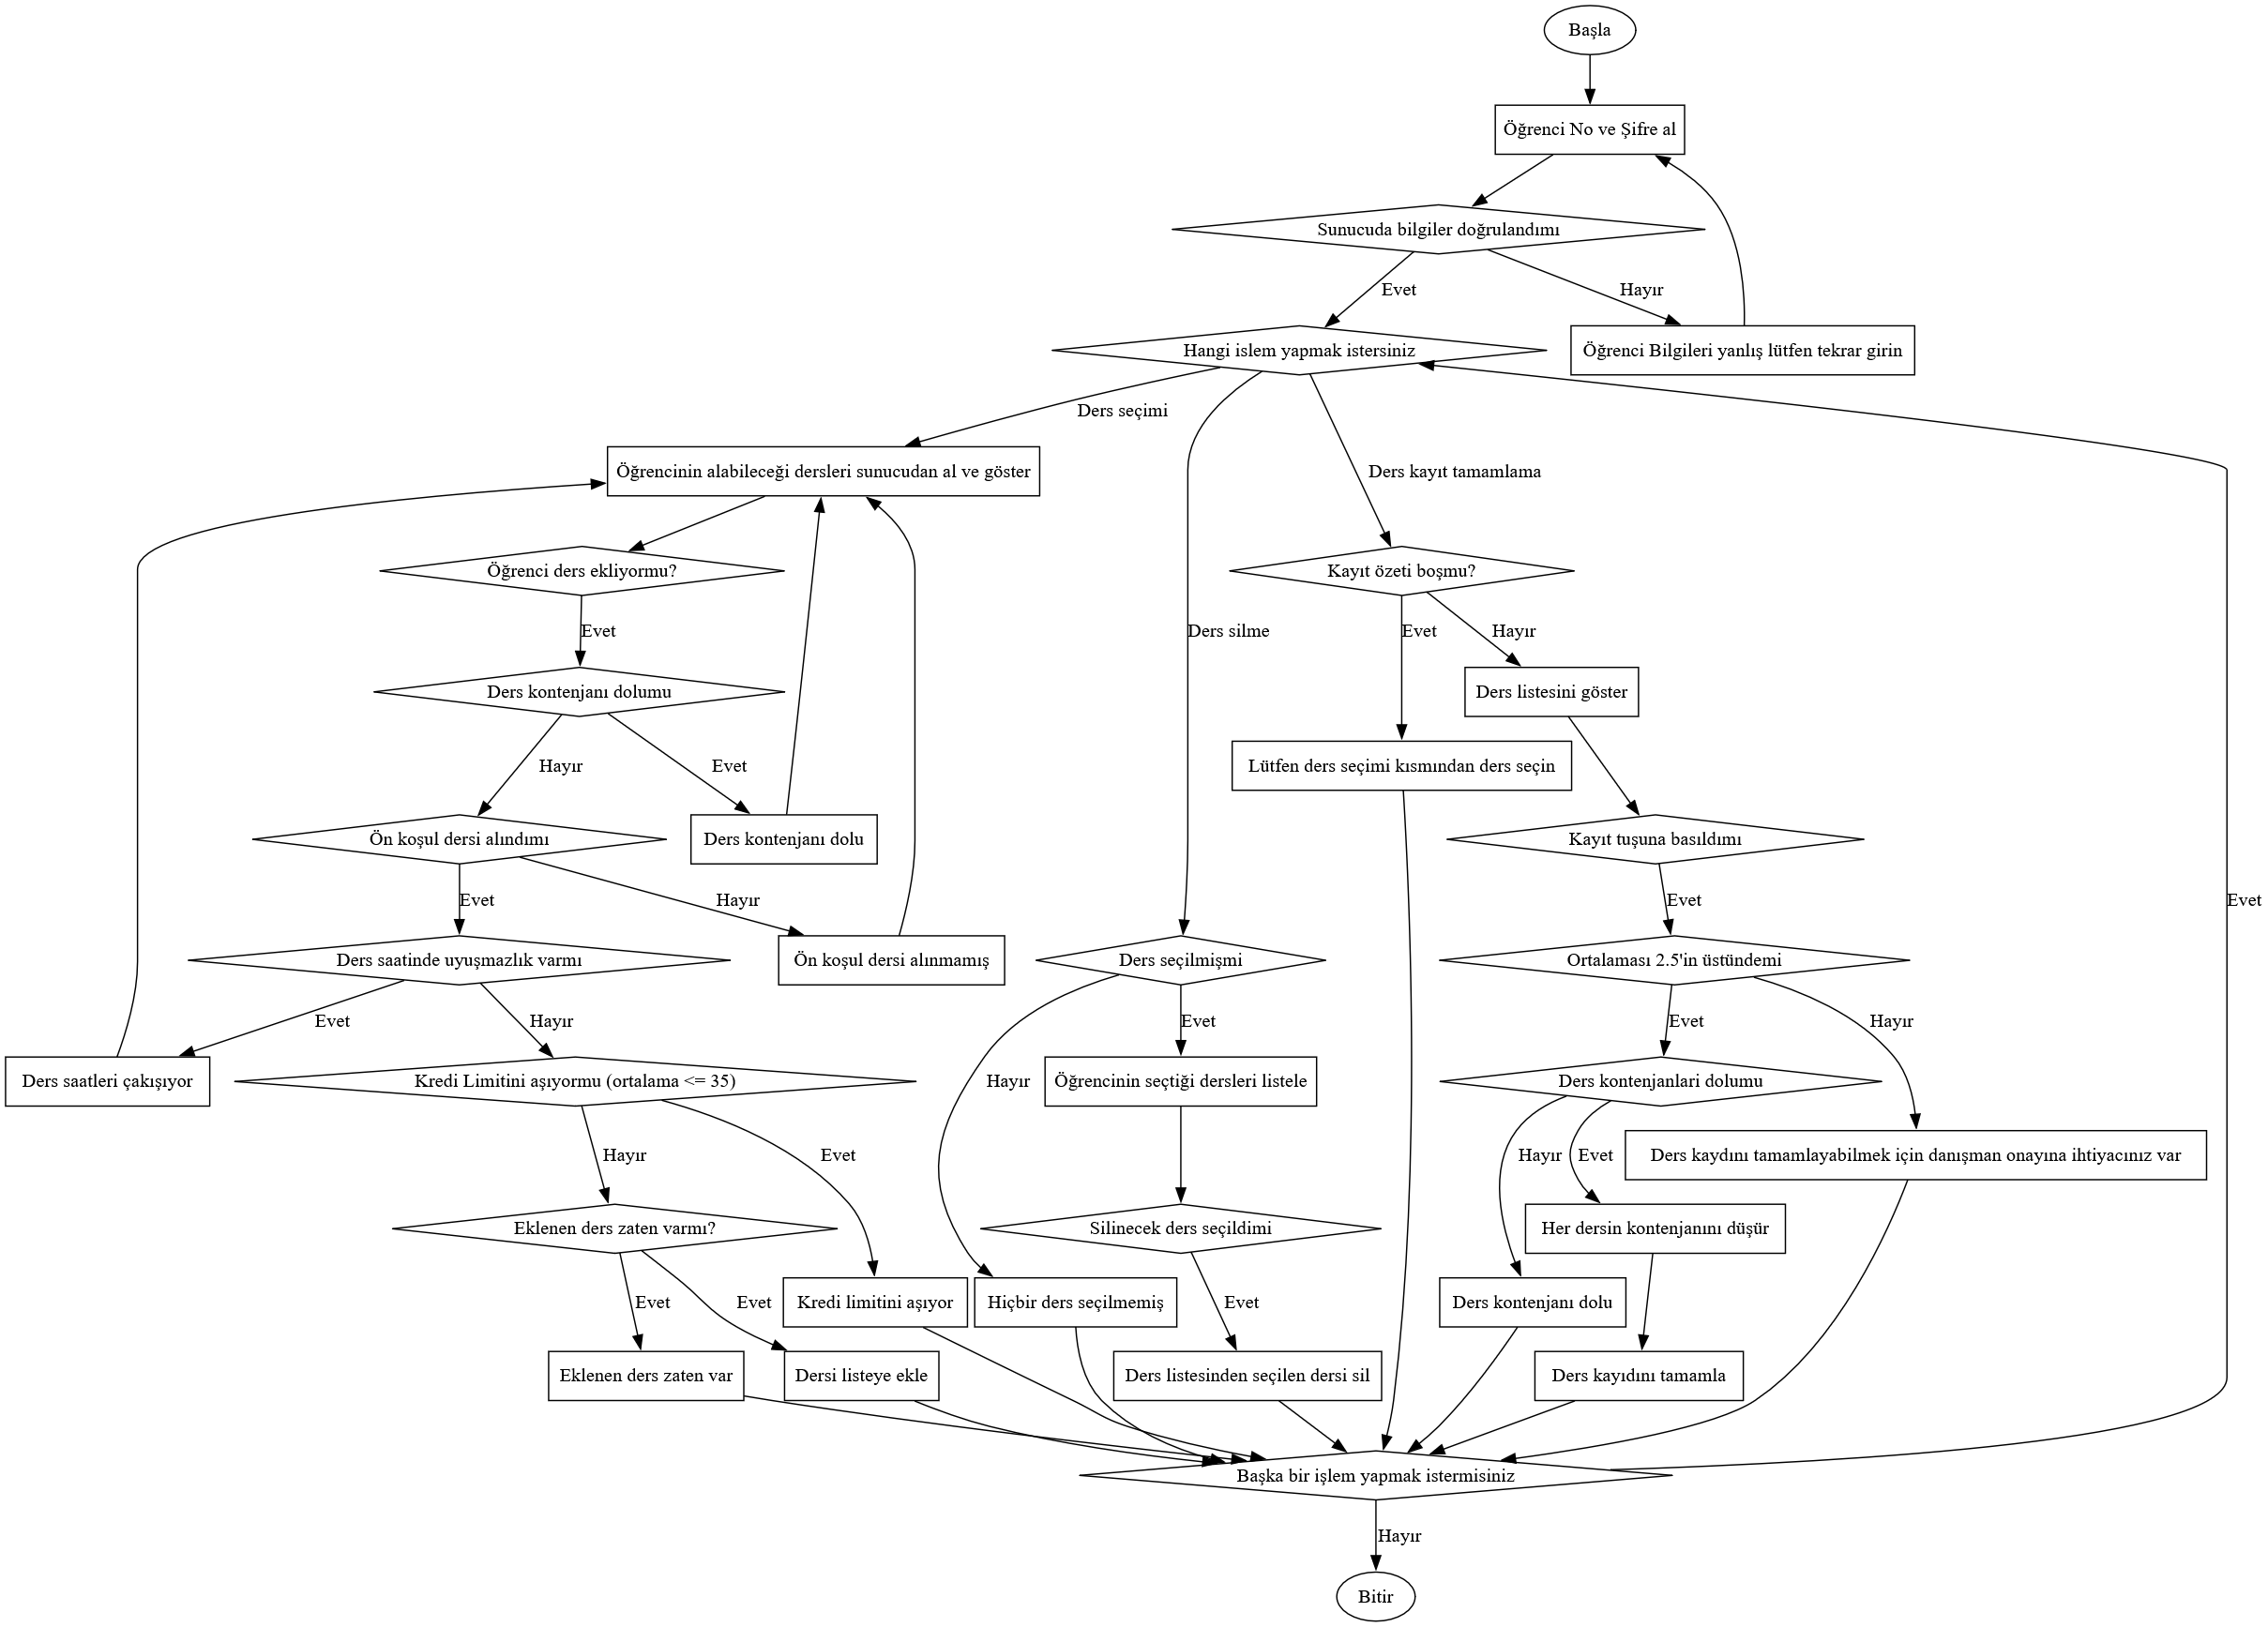 Başla
Öğrenci No ve Şifre al
Sunucuda bilgiler doğrulandımı
Evet
Hayır
Hangi islem yapmak istersiniz
Öğrenci Bilgileri yanlış lütfen tekrar girin
Ders seçimi
Öğrencinin alabileceği dersleri sunucudan al ve göster
Ders kayıt tamamlama
Öğrenci ders ekliyormu?
Kayıt özeti boşmu?
Evet
Ders silme
Evet
Hayır
Ders kontenjanı dolumu
Ders listesini göster
Hayır
Evet
Lütfen ders seçimi kısmından ders seçin
Ön koşul dersi alındımı
Ders kontenjanı dolu
Kayıt tuşuna basıldımı
Evet
Hayır
Evet
Evet
Ders saatinde uyuşmazlık varmı
Ön koşul dersi alınmamış
Ders seçilmişmi
Ortalaması 2.5'in üstündemi
Evet
Hayır
Evet
Evet
Hayır
Ders saatleri çakışıyor
Kredi Limitini aşıyormu (ortalama <= 35)
Hayır
Öğrencinin seçtiği dersleri listele
Ders kontenjanlari dolumu
Hayır
Evet
Hayır
Evet
Ders kaydını tamamlayabilmek için danışman onayına ihtiyacınız var
Eklenen ders zaten varmı?
Silinecek ders seçildimi
Her dersin kontenjanını düşür
Evet
Evet
Kredi limitini aşıyor
Hiçbir ders seçilmemiş
Evet
Ders kontenjanı dolu
Eklenen ders zaten var
Dersi listeye ekle
Ders listesinden seçilen dersi sil
Ders kayıdını tamamla
Başka bir işlem yapmak istermisiniz
Hayır
Bitir